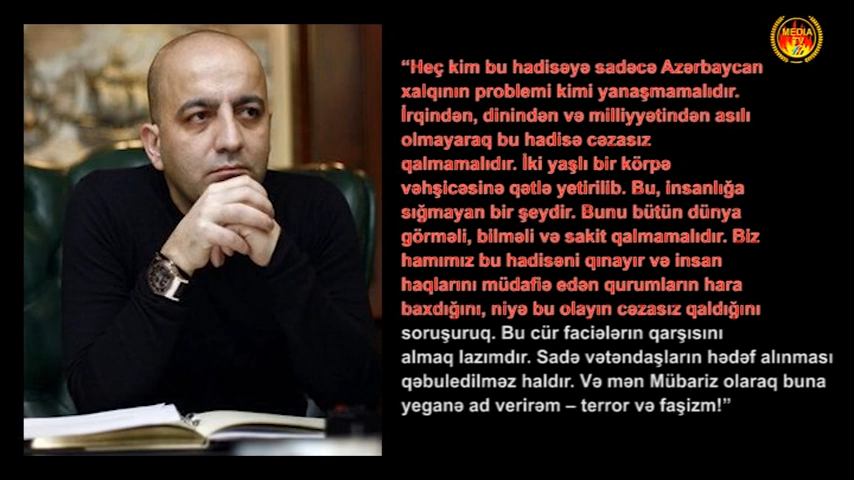 MEDIA
TV
"Heç kim bu hadisəyə sadəcə Azərbaycan
xalqının problemi kimi yanaşmamalıdır.
İrqindən, dinindən və milliyyətindən asılı
olmayaraq bu hadisə cəzasız
qalmamalıdır. İki yaşlı bir körpə
vəhşicəsinə qətlə yetirilib. Bu, insanlığa
sığmayan bir şeydir. Bunu bütün dünya
görməli, bilməli və sakit qalmamalıdır. Biz
hamımız bu hadisəni qınayır və insan
haqlarını müdafiə edən qurumların hara
baxdığını, niyə bu olayın cəzasız qaldığını
soruşuruq. Bu cür faciələrın qarşısını
almaq lazımdır. Sadə vətəndaşların hədəf alınması
qəbuledilməz haldır. Və mən Mübariz olaraq buna
yeganə ad verirəm – terror və faşizm!"